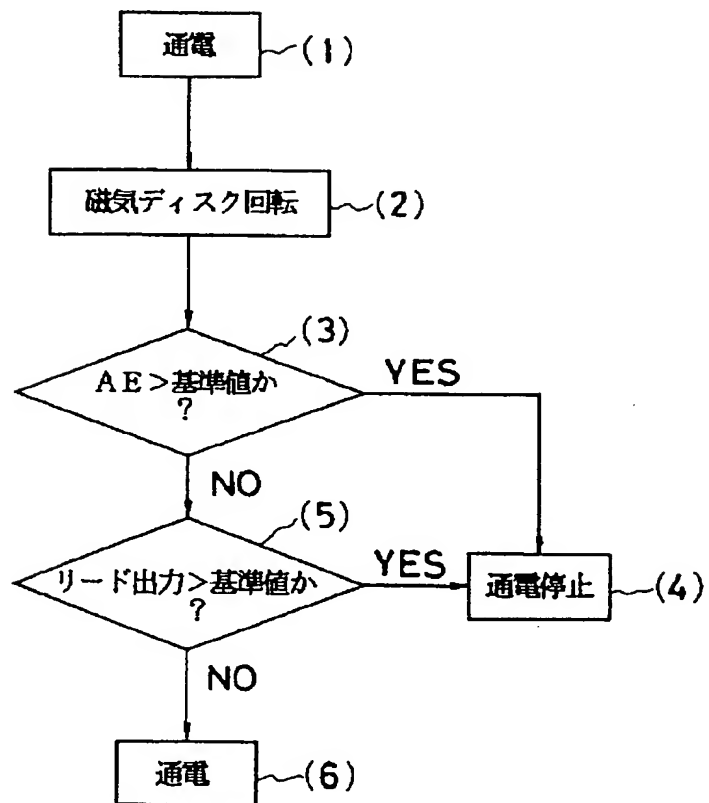 通電 (1)
磁気ディスク回転 (2)
(3)
AE>基準値か
?
YES
NO
(5)
リード出力>基準値か
?
YES
通電停止 (4)
NO
通電 (6)